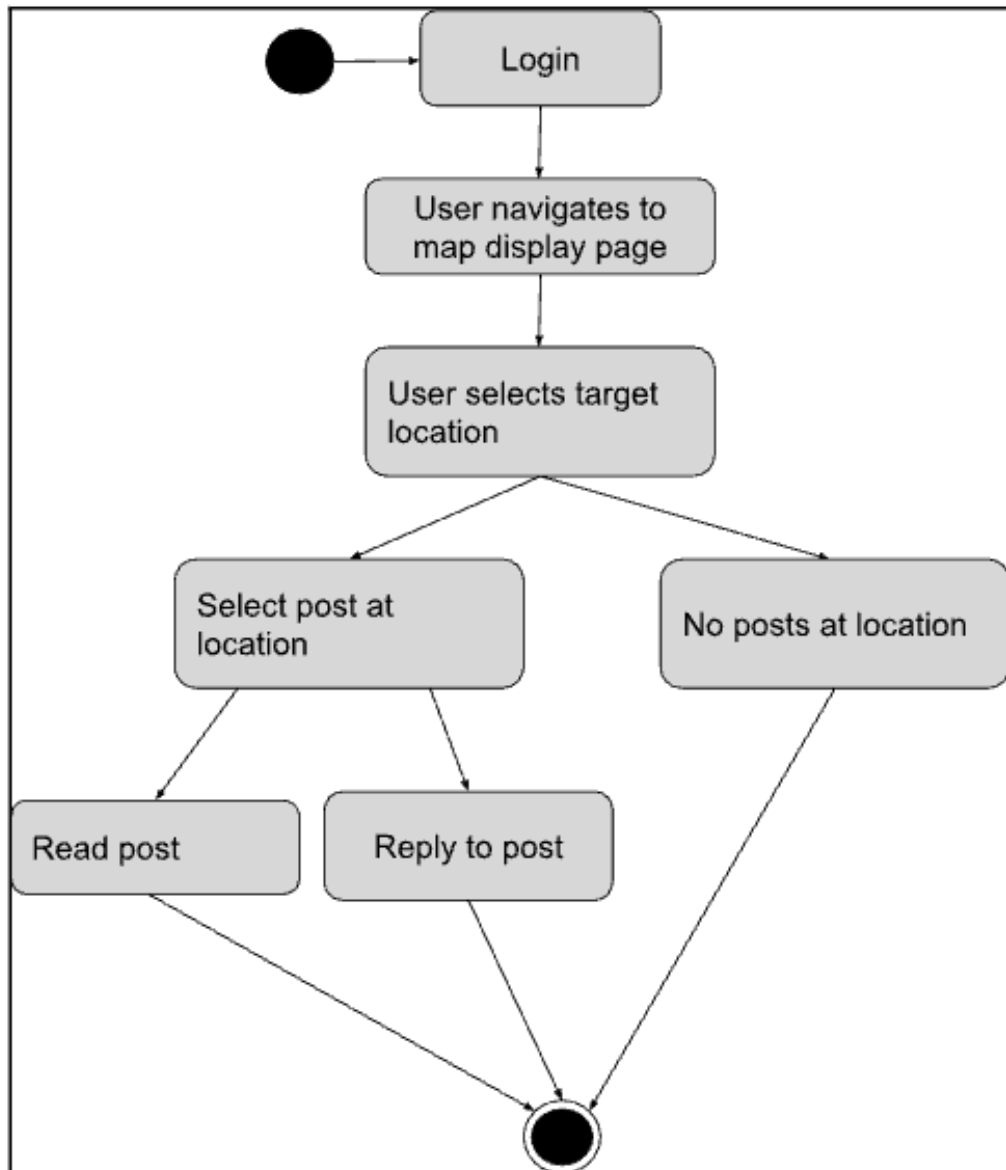 Login
User navigates to
map display page
User selects target
location
Select post at
location
No posts at location
Read post
Reply to post